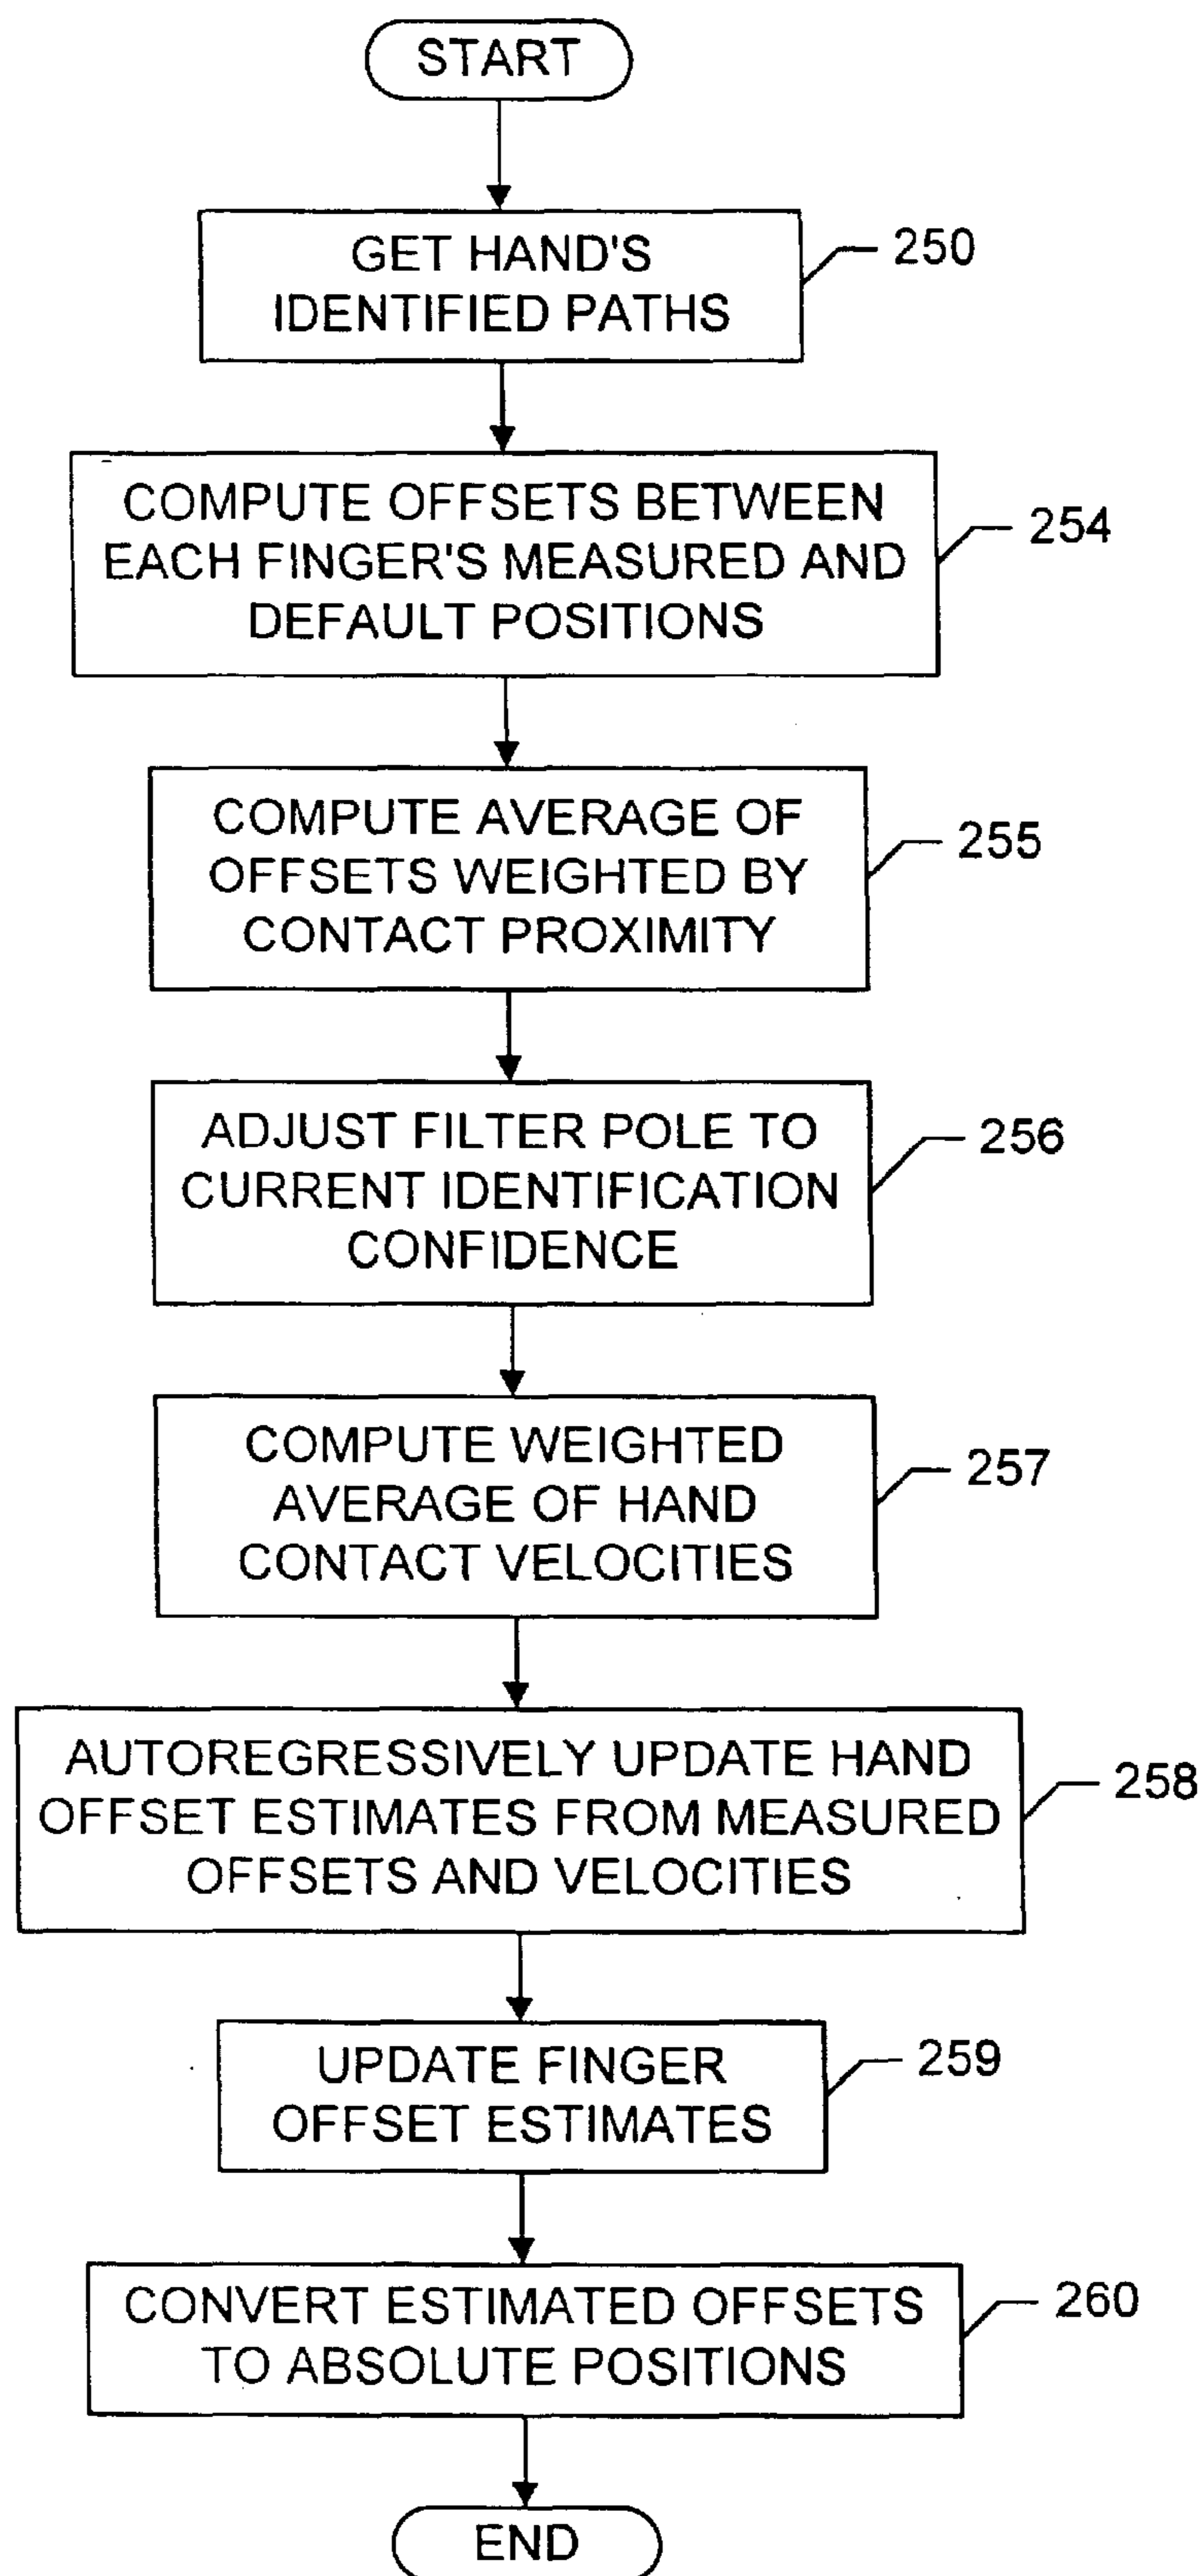 START
GET HAND'S
IDENTIFIED PATHS
250
COMPUTE OFFSETS BETWEEN
EACH FINGER'S MEASURED AND
DEFAULT POSITIONS
254
COMPUTE AVERAGE OF
OFFSETS WEIGHTED BY
CONTACT PROXIMITY
255
ADJUST FILTER POLE TO
CURRENT IDENTIFICATION
CONFIDENCE
256
COMPUTE WEIGHTED
AVERAGE OF HAND
CONTACT VELOCITIES
257
AUTOREGRESSIVELY UPDATE HAND
OFFSET ESTIMATES FROM MEASURED
OFFSETS AND VELOCITIES
258
UPDATE FINGER
OFFSET ESTIMATES
259
CONVERT ESTIMATED OFFSETS
TO ABSOLUTE POSITIONS
260
END